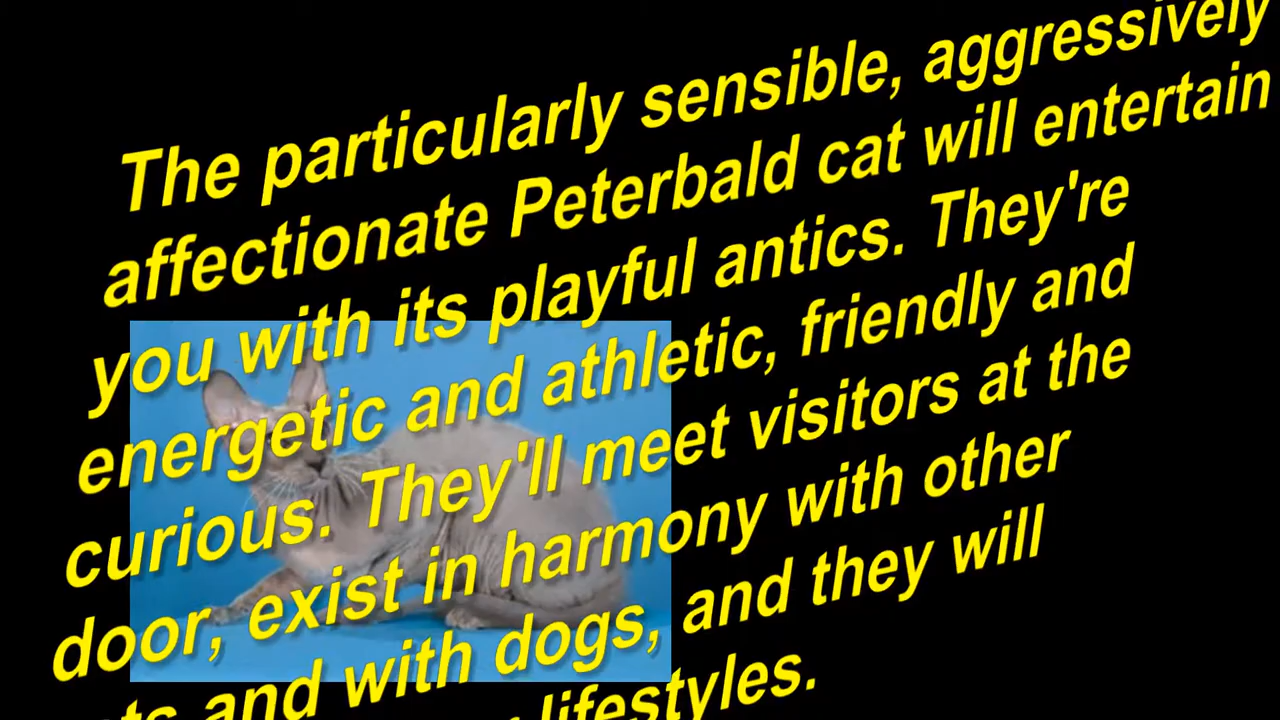 The particularly sensible, aggressively
affectionate Peterbald cat will entertain
you with its playful antics. They're
energetic and athletic, friendly and
curious. They'll meet visitors at the
door, exist in harmony with other
and with dogs, and they will
lifestyles.